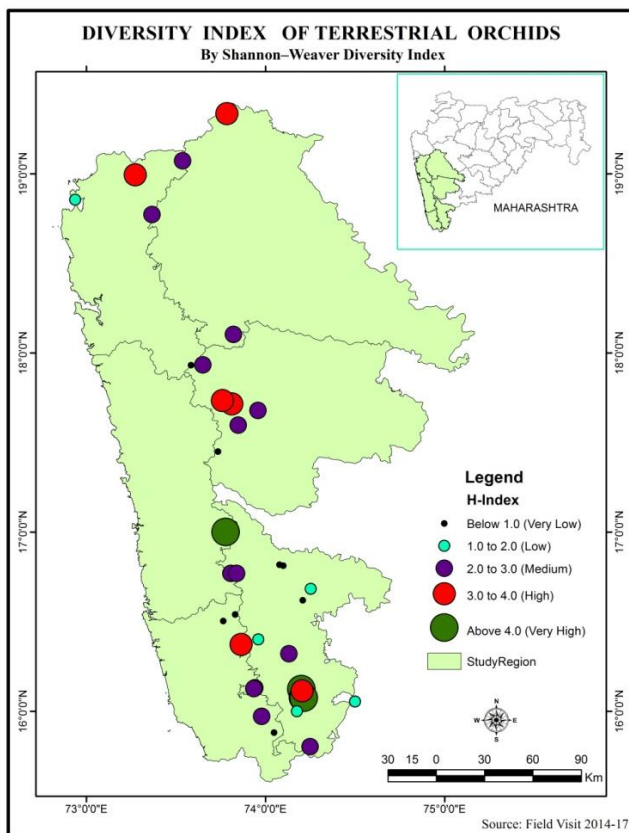 DIVERSITY INDEX OF TERRESTRIAL ORCHIDS
By Shannon–Weaver Diversity Index
MAHARASHTRA
19°0'0"N
19°0'0"N
18°0'0"N
18°0'0"N
17°0'0"N
17°0'0"N
16°0'0"N
16°0'0"N
Legend
H-Index
Below 1.0 (Very Low)
1.0 to 2.0 (Low)
2.0 to 3.0 (Medium)
3.0 to 4.0 (High)
Above 4.0 (Very High)
StudyRegion
N
W E
S
30 15 0 30 60 90
Km
73°0'0"E 74°0'0"E 75°0'0"E
Source: Field Visit 2014-17